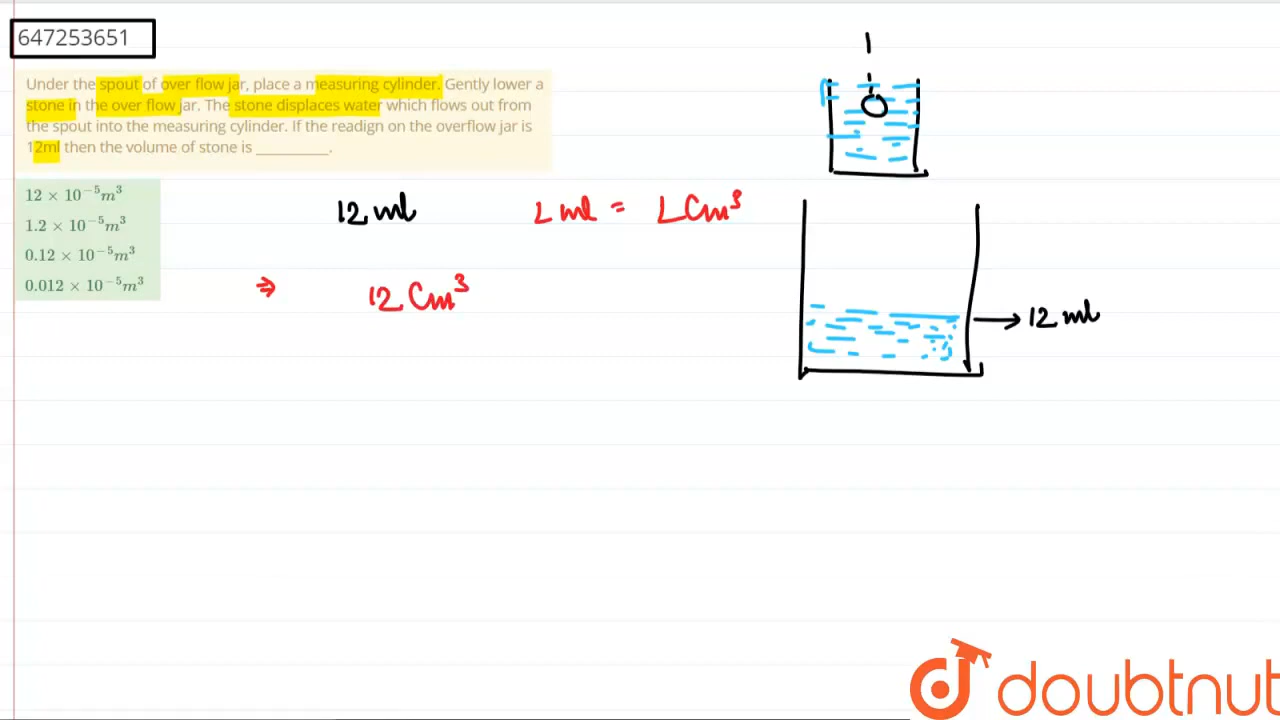 647253651
Under the spout of over flow jar, place a measuring cylinder. Gently lower a
stone in the over flow jar. The stone displaces water which flows out from
the spout into the measuring cylinder. If the readign on the overflow jar is
12ml then the volume of stone is __________.
12 × 10⁻⁵m³
1.2 × 10⁻⁵m³
0.12 × 10⁻⁵m³
0.012 × 10⁻⁵m³
12 ml
1 ml = 1 Cm³
⇒ 12 Cm³
→ 12 ml
doubtnut